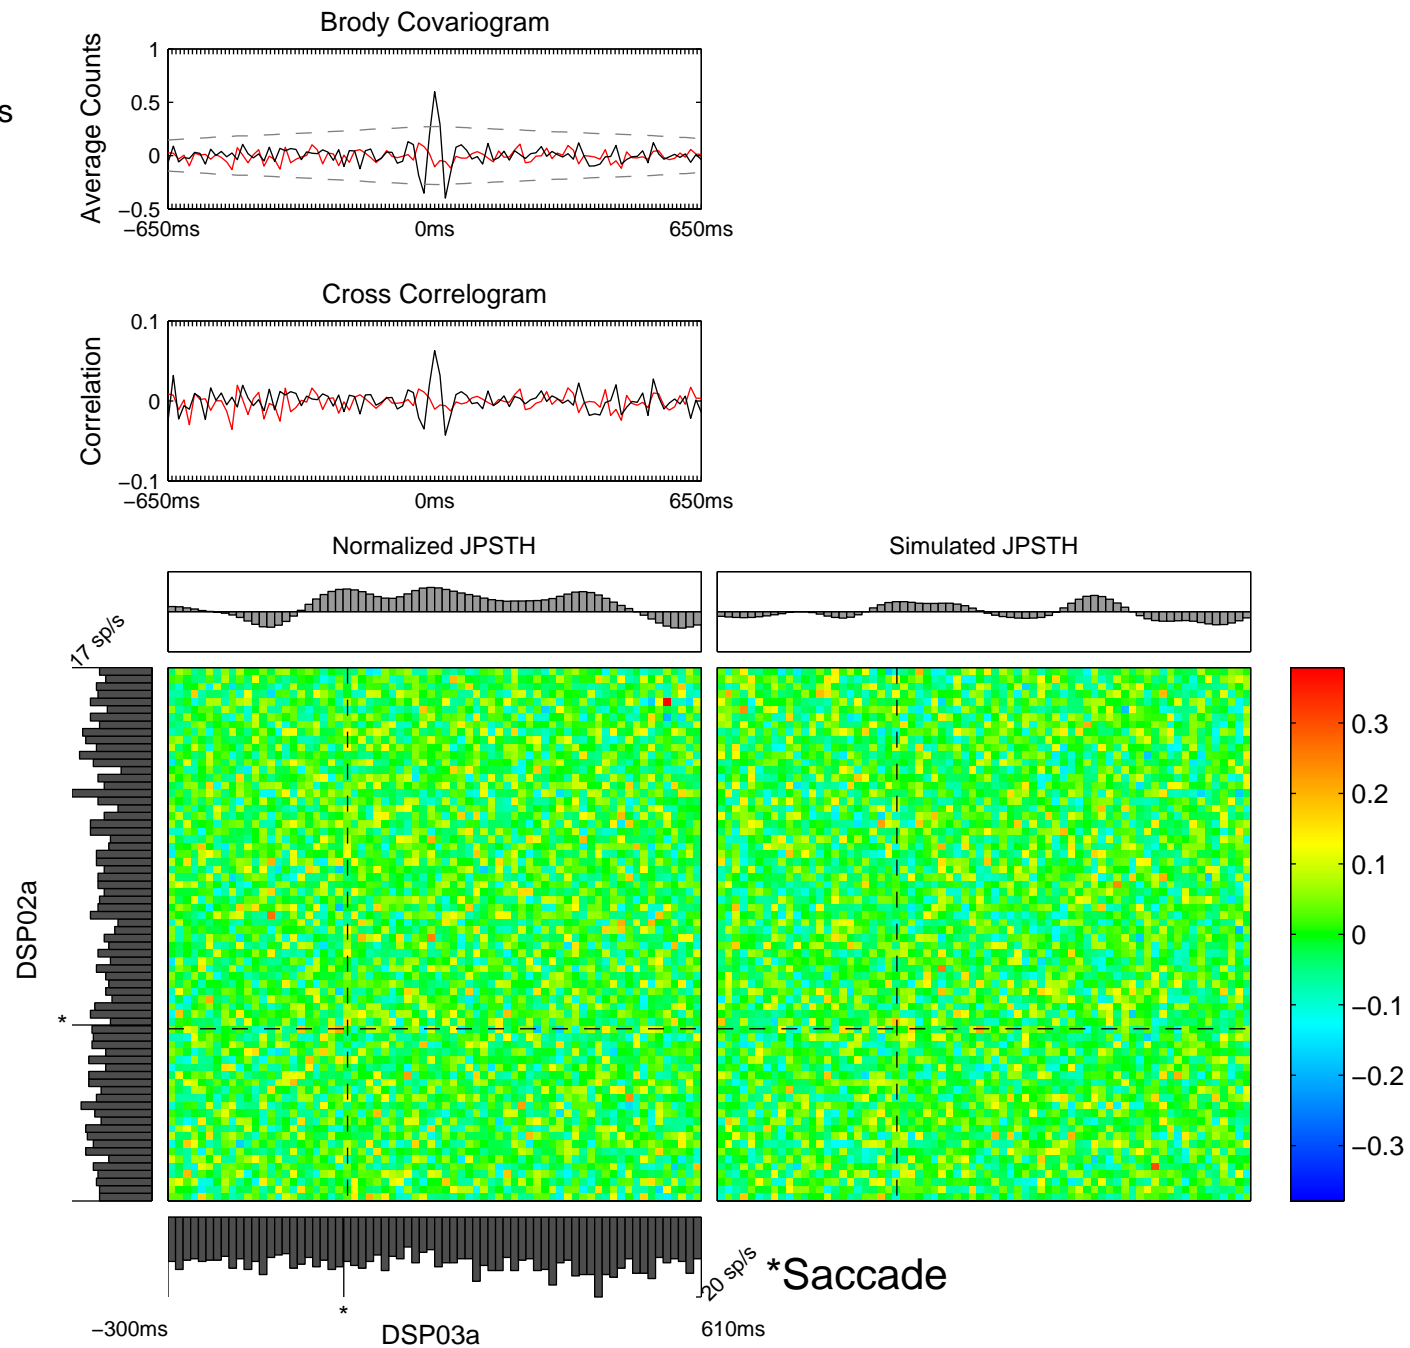 Brody Covariogram
s
Average Counts
1
0.5
0
−0.5
−650ms
0ms
650ms
Cross Correlogram
Correlation
0.1
0
−0.1
−650ms
0ms
650ms
Normalized JPSTH
Simulated JPSTH
17 sp/s
DSP02a
*
0.3
0.2
0.1
0
−0.1
−0.2
−0.3
20 sp/s
*Saccade
*
−300ms
DSP03a
610ms